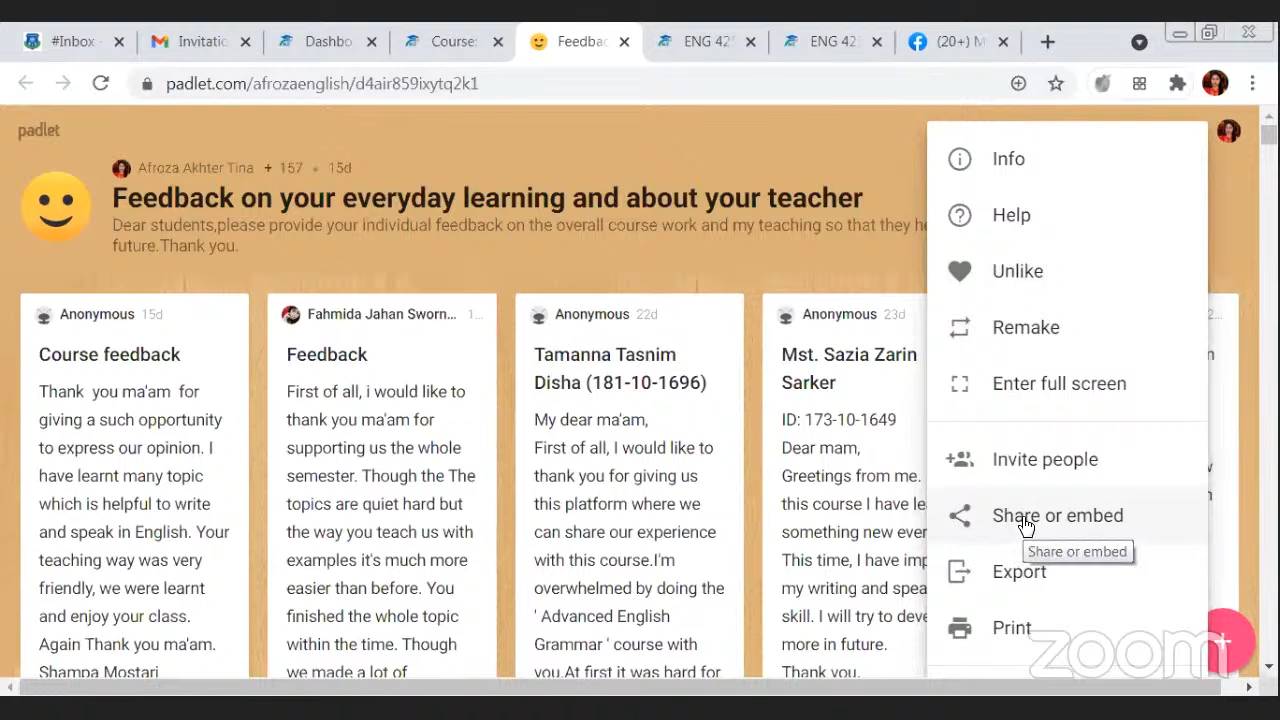 #Inbox
Invitatic
Dashbo
Course:
Feedbac
ENG 42
ENG 42
(20+) M
padlet.com/afrozaenglish/d4air859ixytq2k1
padlet
Afroza Akhter Tina + 157 • 15d
Feedback on your everyday learning and about your teacher
Dear students,please provide your individual feedback on the overall course work and my teaching so that they he
future.Thank you.
Anonymous 15d
Course feedback
Thank you ma'am for
giving a such opportunity
to express our opinion. I
have learnt many topic
which is helpful to write
and speak in English. Your
teaching way was very
friendly, we were learnt
and enjoy your class.
Again Thank you ma'am.
Shampa Mostari
Fahmida Jahan Sworn... 1...
Feedback
First of all, i would like to
thank you ma'am for
supporting us the whole
semester. Though the The
topics are quiet hard but
the way you teach us with
examples it's much more
easier than before. You
finished the whole topic
within the time. Though
we made a lot of
Anonymous 22d
Tamanna Tasnim
Disha (181-10-1696)
My dear ma'am,
First of all, I would like to
thank you for giving us
this platform where we
can share our experience
with this course.I'm
overwhelmed by doing the
' Advanced English
Grammar ' course with
you.At first it was hard for
Anonymous 23d
Mst. Sazia Zarin
Sarker
ID: 173-10-1649
Dear mam,
Greetings from me.
this course I have lea
something new ever
This time, I have imp
my writing and spea
skill. I will try to deve
more in future.
Thank you.
Info
Help
Unlike
Remake
Enter full screen
Invite people
Share or embed
Share or embed
Export
Print
zoom